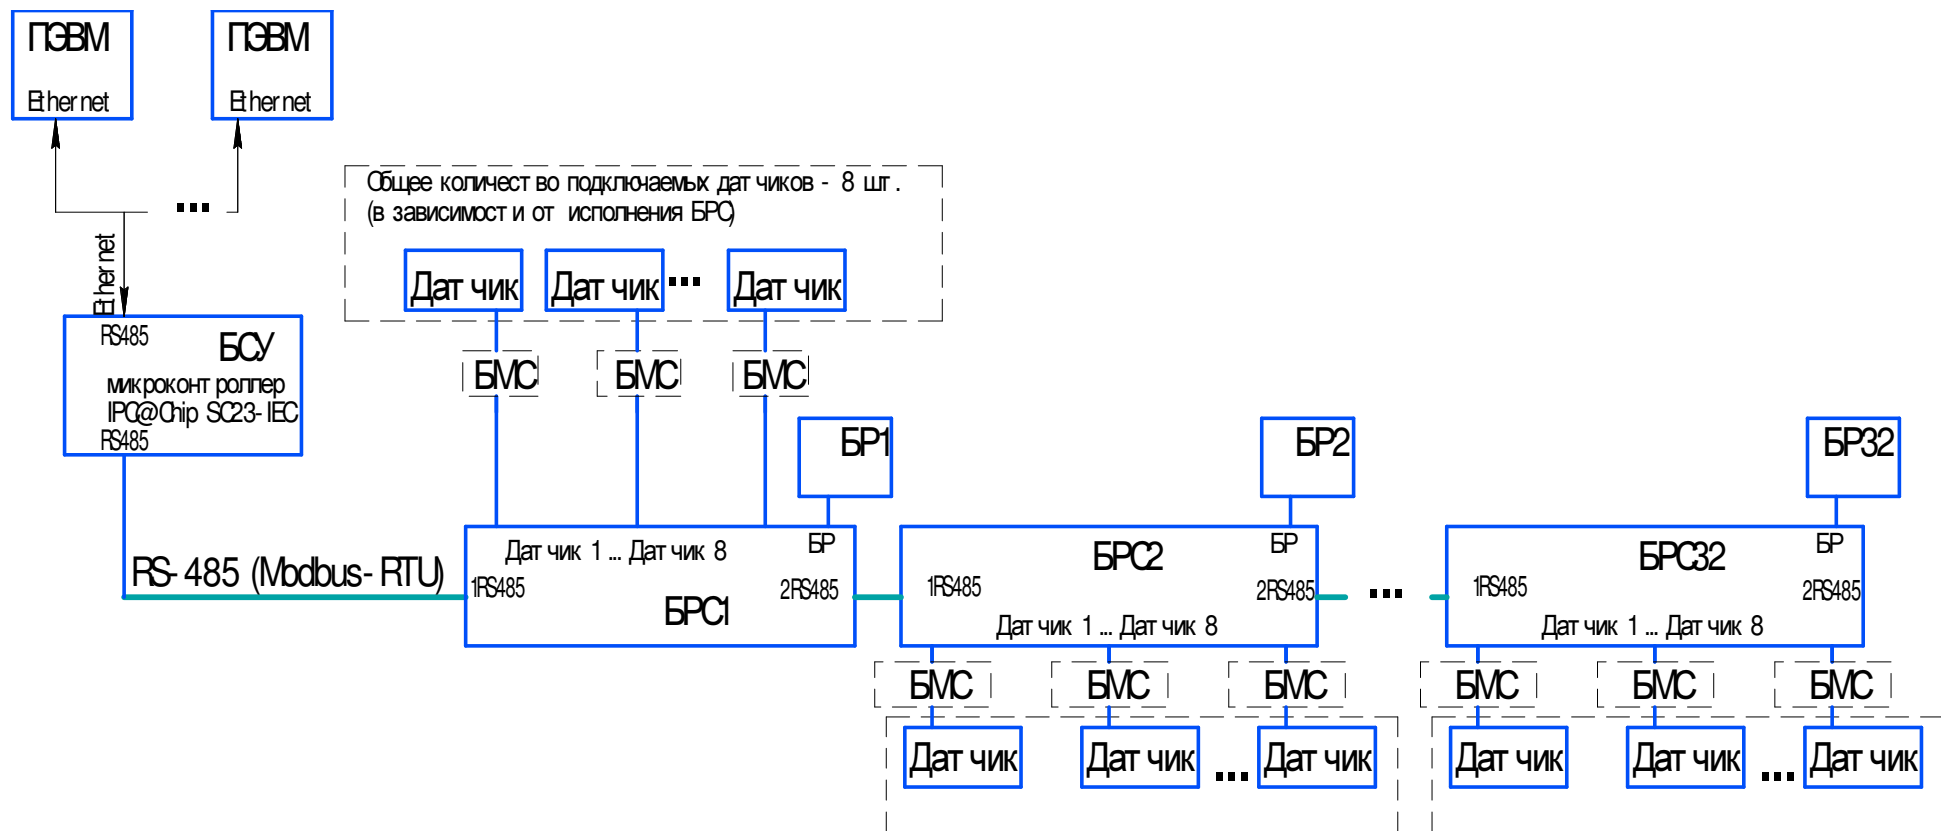 ПЭВМ
Ethernet
ПЭВМ
Ethernet
...
Ethernet
Общее количество подключаемых датчиков - 8 шт.
(в зависимости от исполнения БРС)
Датчик
Датчик
...
Датчик
БМС
БМС
БМС
RS485
БСУ
микроконтроллер
IPC@Chip SC23-IEC
RS485
RS-485 (Modbus-RTU)
БР1
БР2
БР32
Датчик 1 ... Датчик 8
БР
1RS485
2RS485
БРС1
БРС2
БР
1RS485
2RS485
Датчик 1 ... Датчик 8
...
БРС32
БР
1RS485
2RS485
Датчик 1 ... Датчик 8
БМС
БМС
БМС
БМС
БМС
БМС
Датчик
Датчик
...
Датчик
Датчик
Датчик
...
Датчик